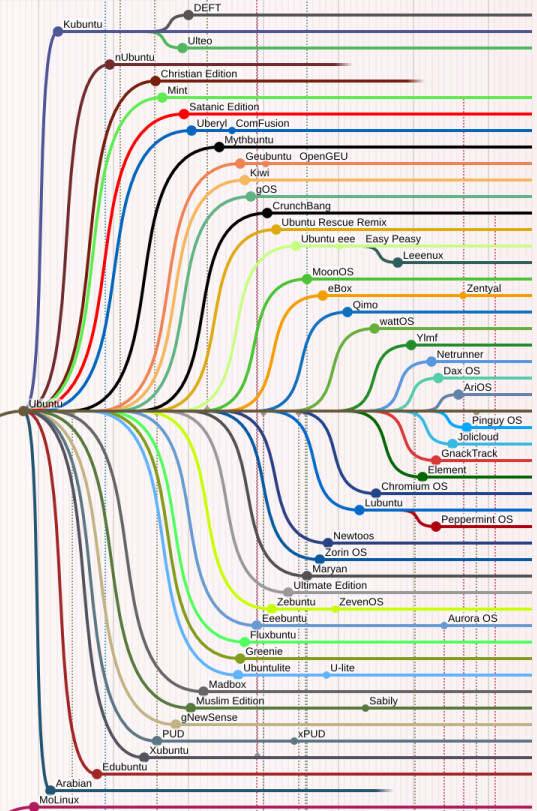 DEFT
Kubuntu
Ulteo
nUbuntu
Christian Edition
Mint
Satanic Edition
Uberyl ComFusion
Mythbuntu
Geubuntu OpenGEU
Kiwi
gOS
CrunchBang
Ubuntu Rescue Remix
Ubuntu eee Easy Peasy
Leeenux
MoonOS
eBox Zentyal
Qimo
wattOS
Ylmf
Netrunner
Dax OS
AriOS
Ubuntu
Pinguy OS
Jolicloud
GnackTrack
Element
Chromium OS
Lubuntu
Peppermint OS
Newtoos
Zorin OS
Maryan
Ultimate Edition
Zebuntu ZevenOS
Eeebuntu Aurora OS
Fluxbuntu
Greenie
Ubuntulite U-lite
Madbox
Muslim Edition Sabily
gNewSense
PUD xPUD
Xubuntu
Edubuntu
Arabian
MoLinux